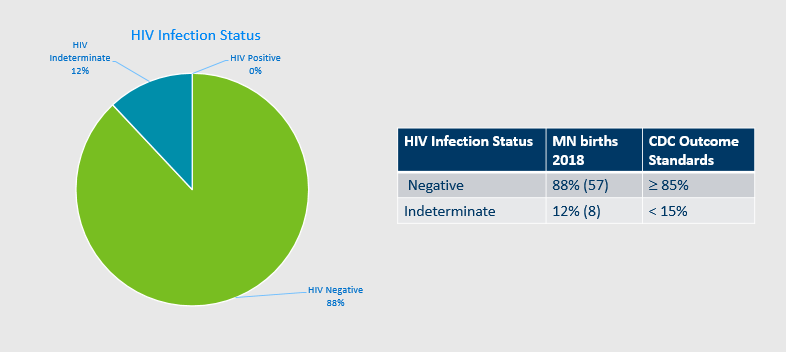 HIV Infection Status
HIV
Indeterminate
12%
HIV Positive
0%
HIV Negative
88%
HIV Infection Status MN births CDC Outcome
2018 Standards
Negative 88% (57) ≥ 85%
Indeterminate 12% (8) < 15%